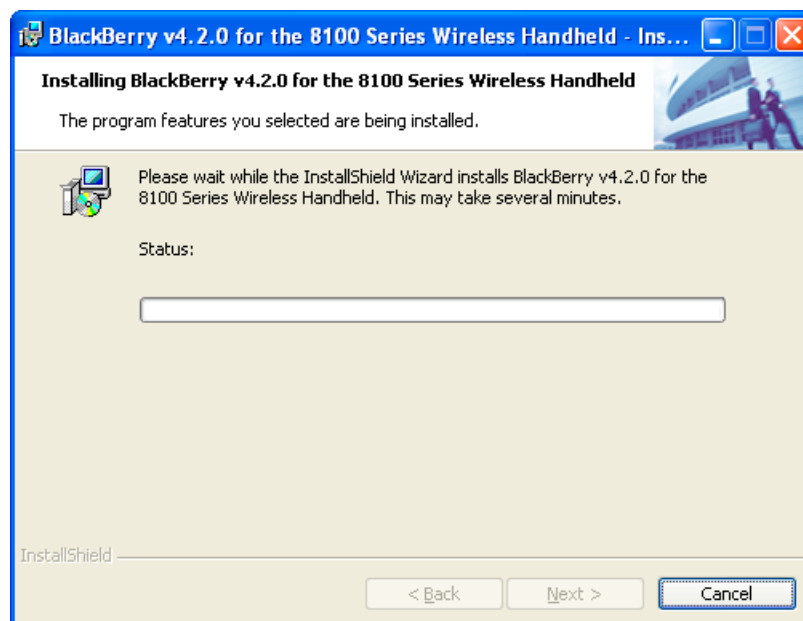 BlackBerry v4.2.0 for the 8100 Series Wireless Handheld - Ins...
Installing BlackBerry v4.2.0 for the 8100 Series Wireless Handheld
The program features you selected are being installed.
Please wait while the InstallShield Wizard installs BlackBerry v4.2.0 for the
8100 Series Wireless Handheld. This may take several minutes.
Status:
InstallShield
< Back Next > Cancel